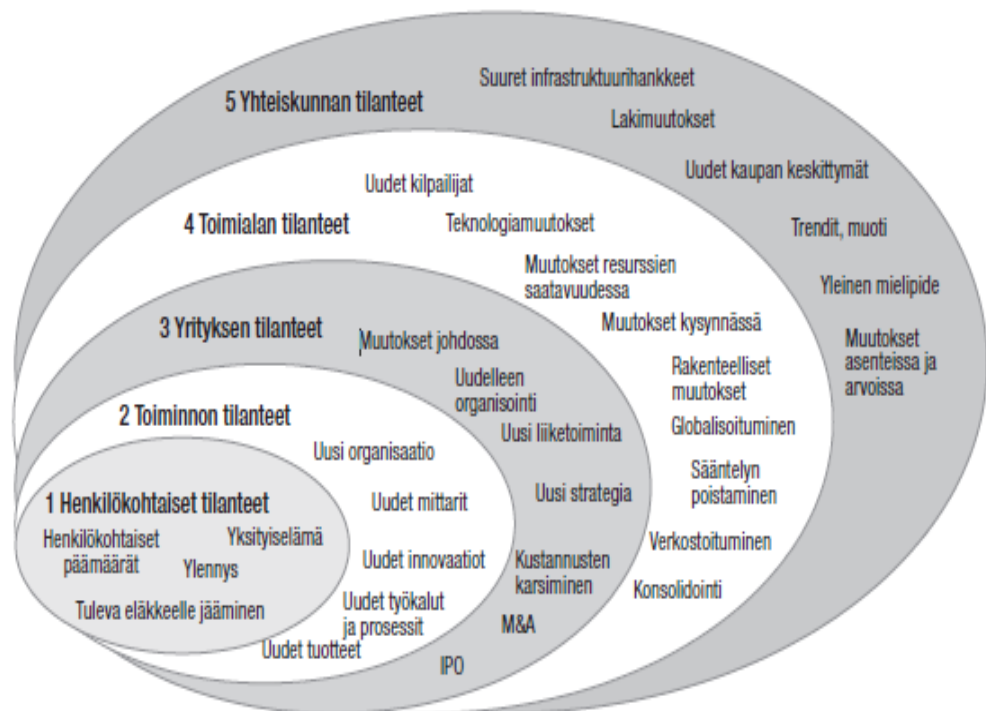 Suuret infrastruktuurihankkeet
5 Yhteiskunnan tilanteet
Lakimuutokset
Uudet kaupan keskittymät
Trendit, muoti
Yleinen mielipide
Muutokset
asenteissa ja
arvoissa
Uudet kilpailijat
4 Toimialan tilanteet
Teknologiamuutokset
Muutokset resurssien
saatavuudessa
Muutokset kysynnässä
Rakenteelliset
muutokset
Globalisoituminen
Sääntelyn
poistaminen
Verkostoituminen
Konsolidointi
3 Yrityksen tilanteet
Muutokset johdossa
Uudelleen
organisointi
Uusi liiketoiminta
Uusi strategia
Kustannusten
karsiminen
M&A
IPO
2 Toiminnon tilanteet
Uusi organisaatio
Uudet mittarit
Uudet innovaatiot
Uudet työkalut
ja prosessit
Uudet tuotteet
1 Henkilökohtaiset tilanteet
Henkilökohtaiset
päämäärät
Yksityiselämä
Ylennys
Tuleva eläkkeelle jääminen